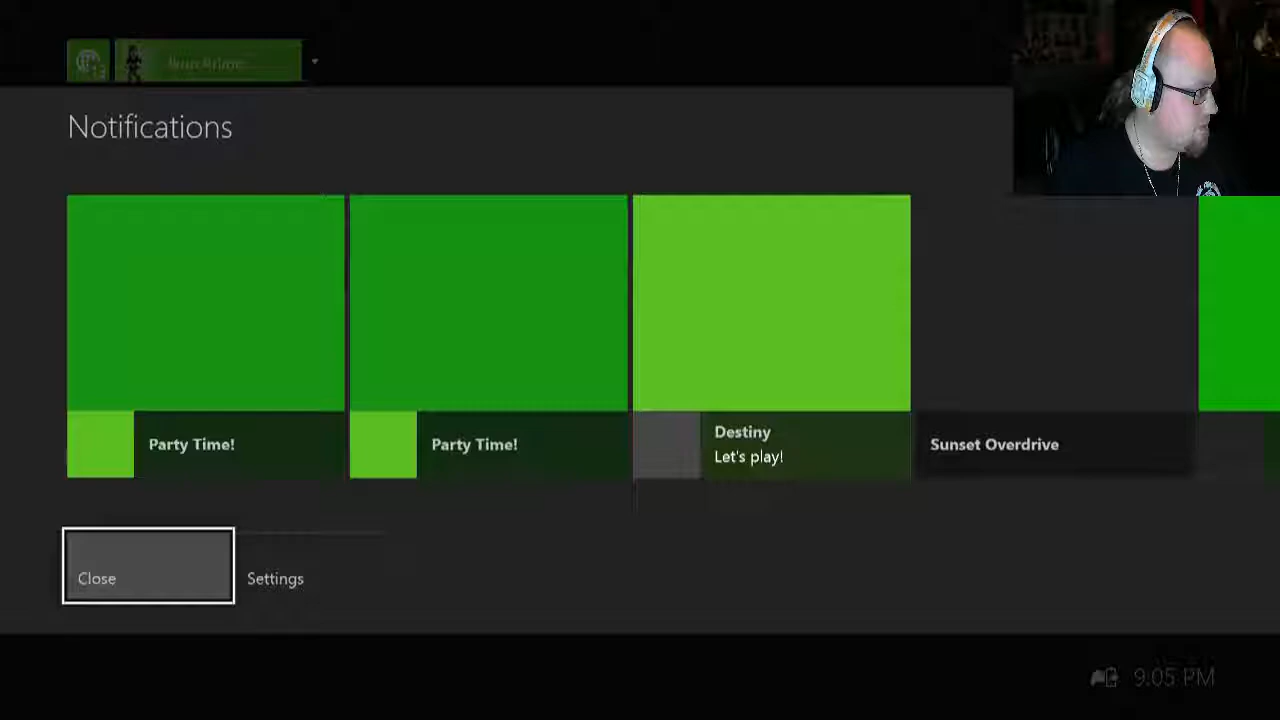 Notifications
Party Time!
Party Time!
Destiny
Let's play!
Sunset Overdrive
Close
Settings
9:05 PM